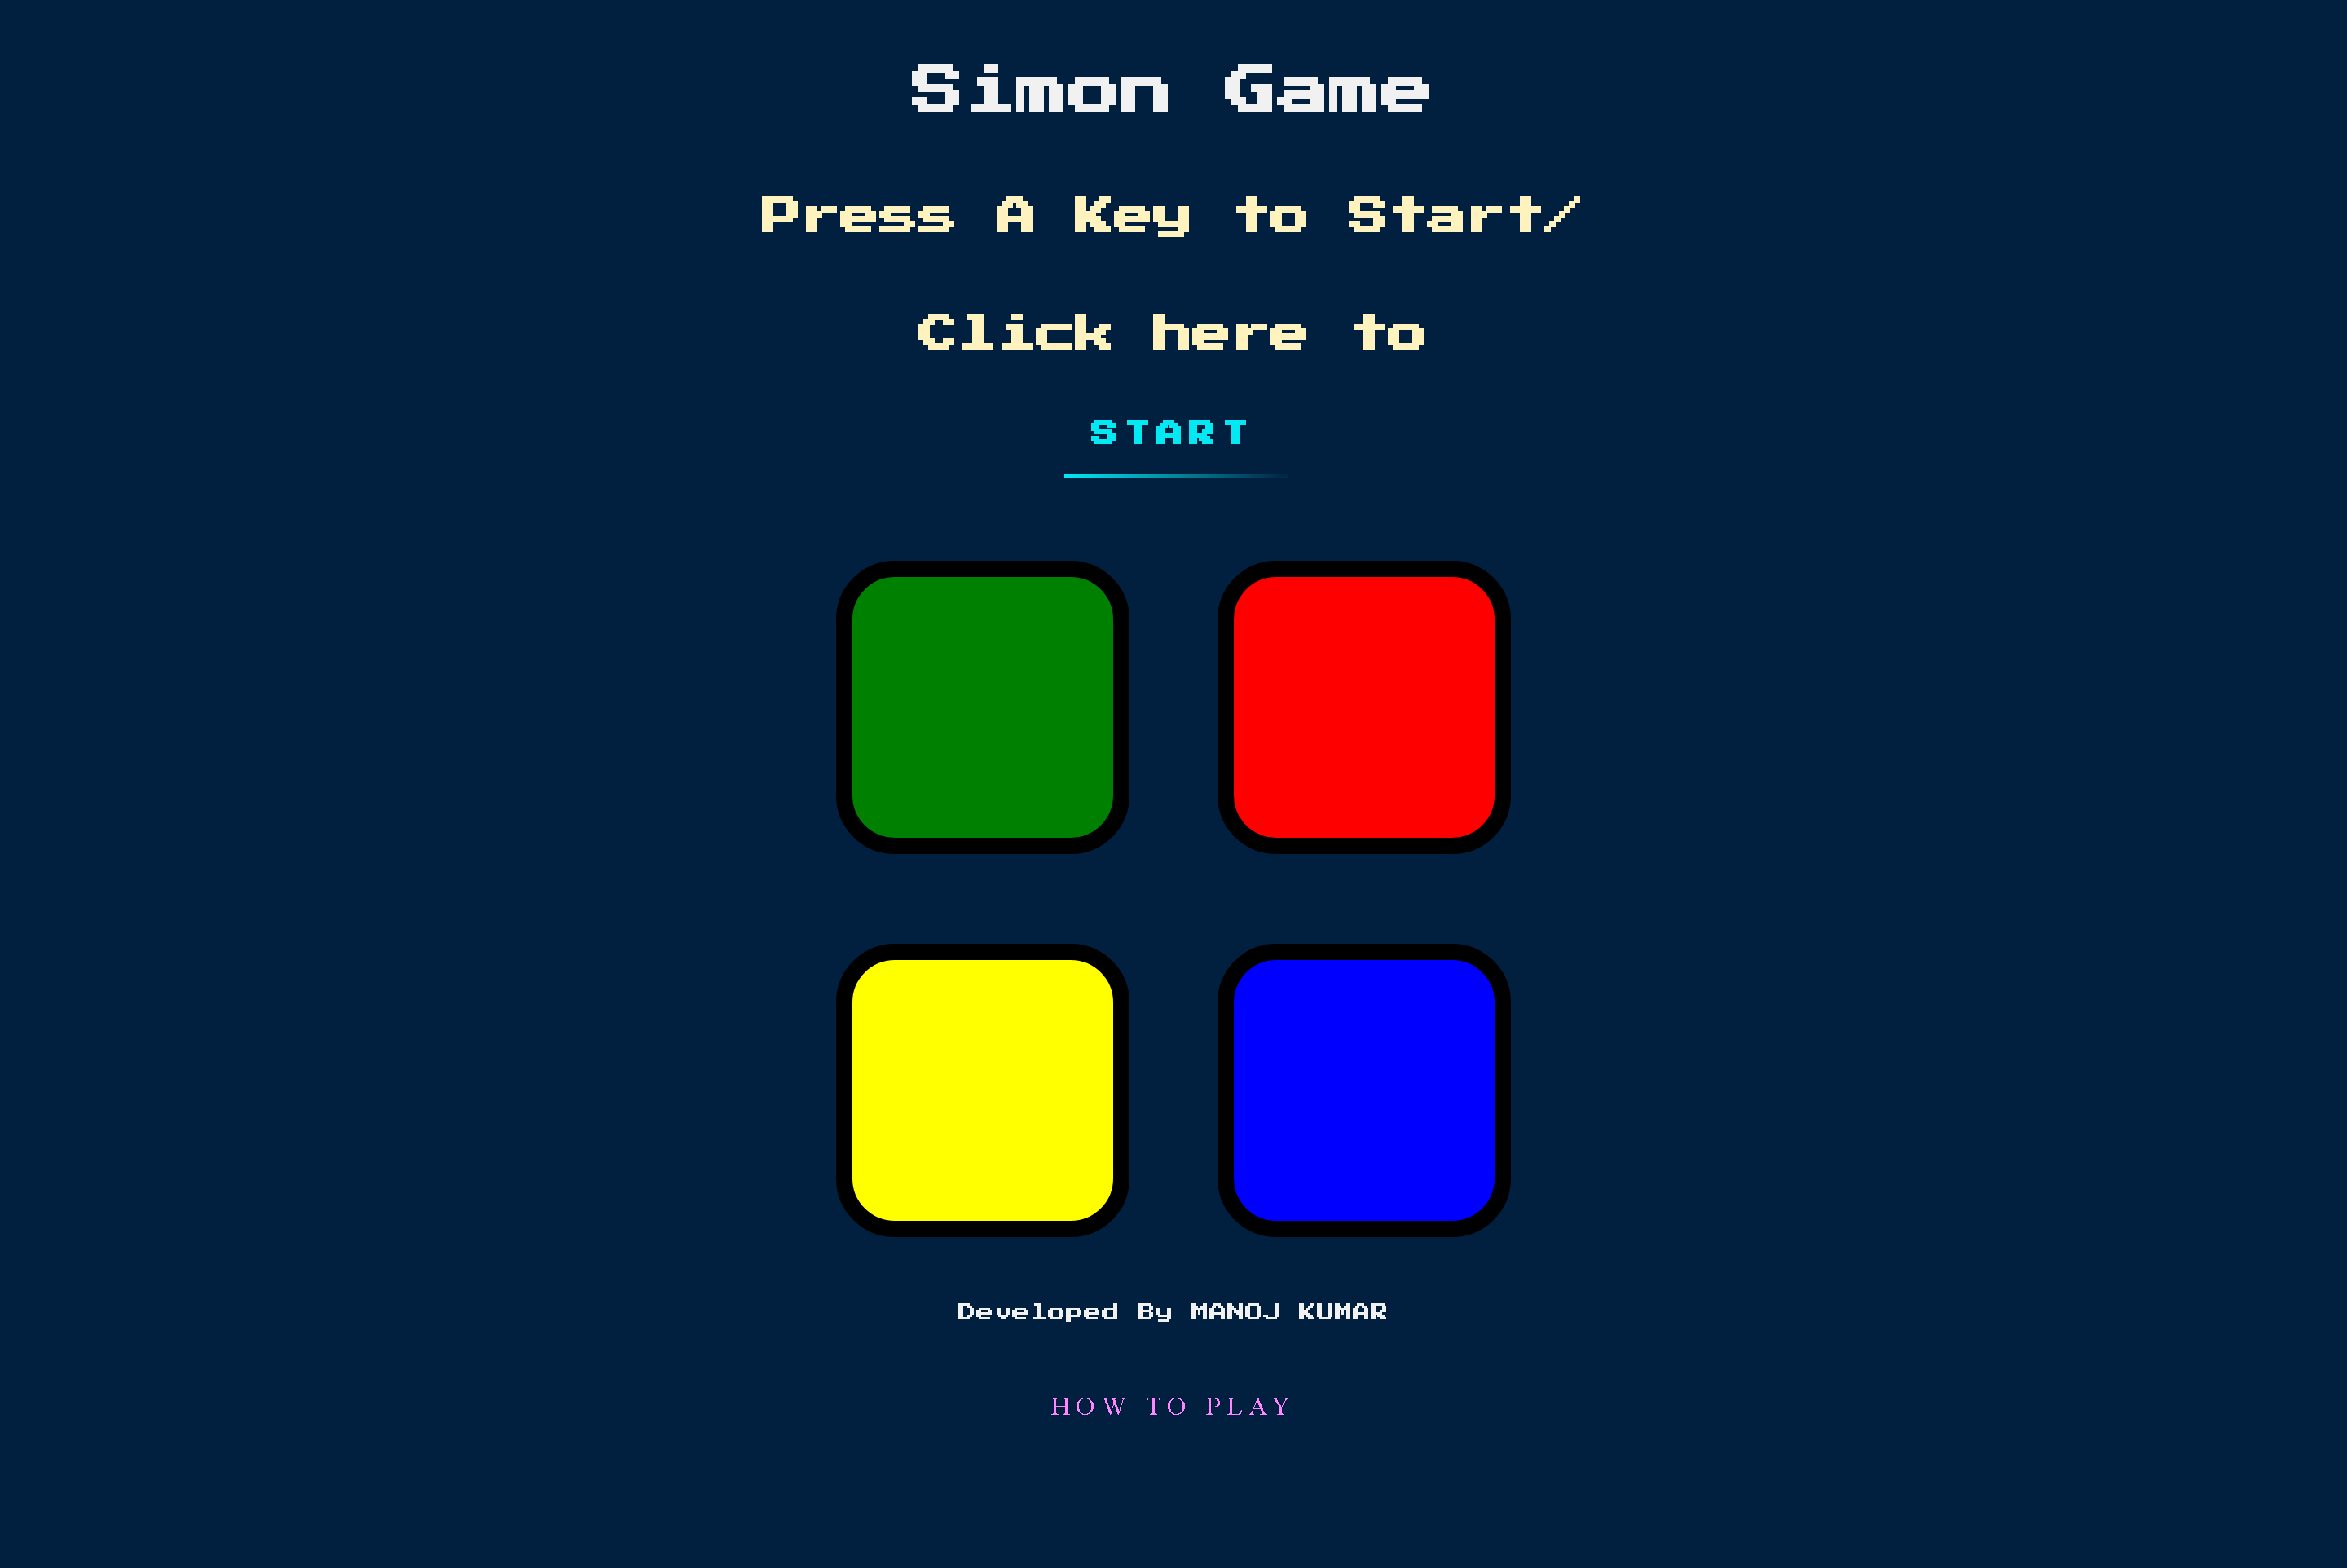 Simon Game
Press A Key to Start/
Click here to
START
Developed By MANOJ KUMAR
HOW TO PLAY